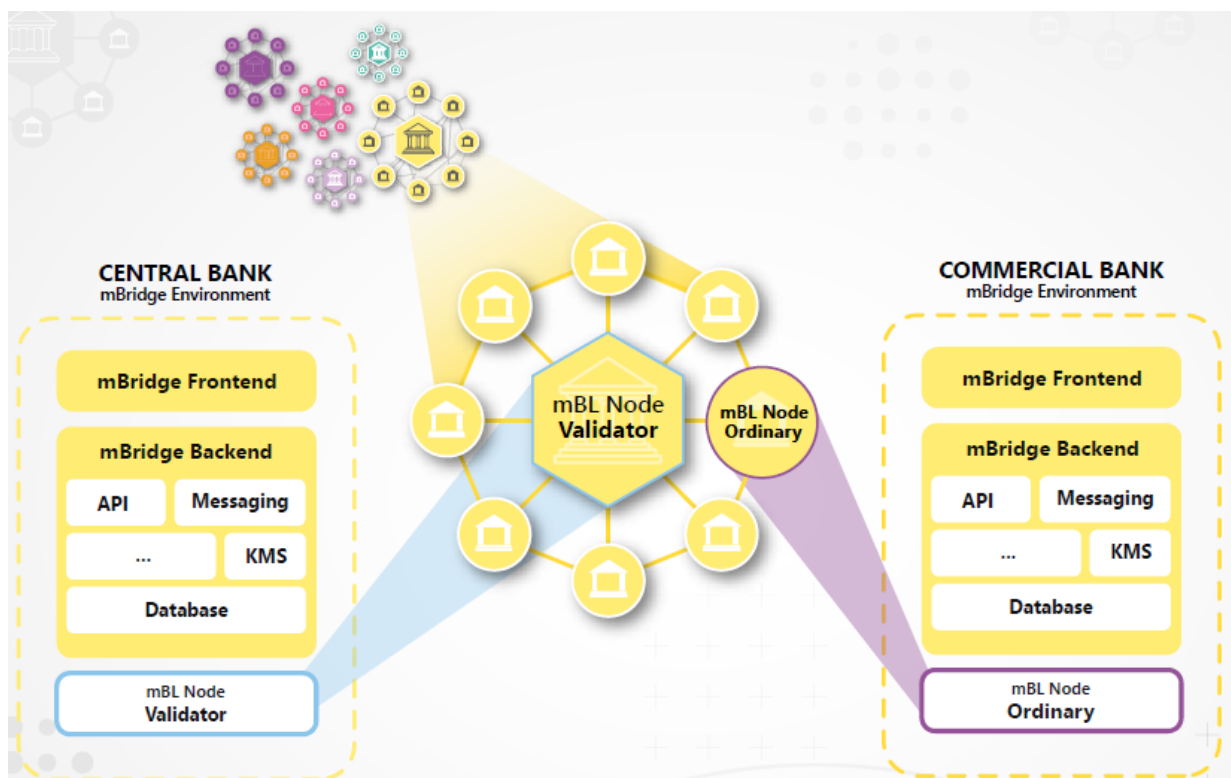 CENTRAL BANK
mBridge Environment
mBridge Frontend
mBridge Backend
API
Messaging
...
KMS
Database
mBL Node
Validator
mBL Node
Validator
mBL Node
Ordinary
COMMERCIAL BANK
mBridge Environment
mBridge Frontend
mBridge Backend
API
Messaging
...
KMS
Database
mBL Node
Ordinary